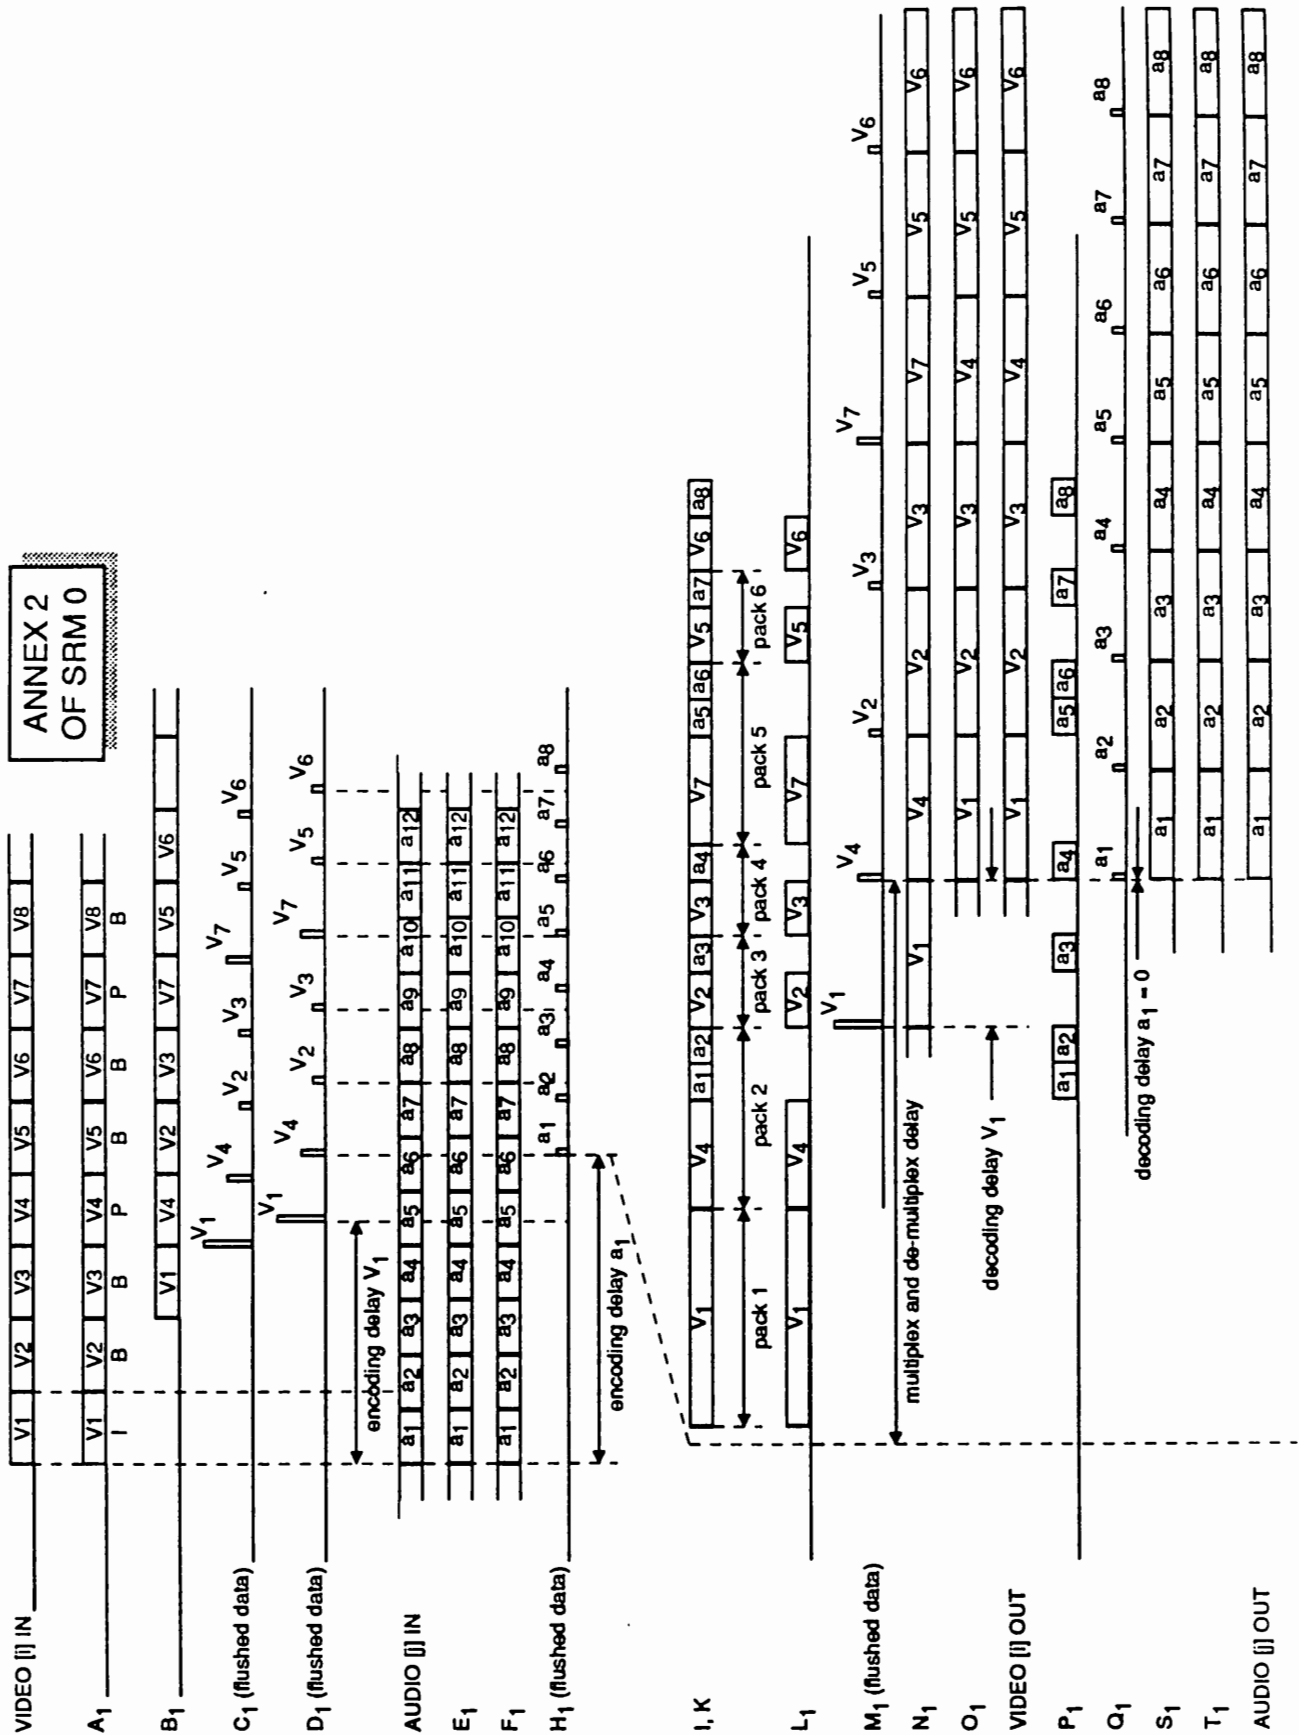 ANNEX 2
OF SRM 0
VIDEO [i] IN V1 V2 V3 V4 V5 V6 V7 V8
A1 V1 V2 V3 V4 V5 V6 V7 V8
I B B P B B P B
B1 V1 V4 V2 V3 V7 V5 V6
C1 (flushed data) V1 V4 V2 V3 V7 V5 V6
D1 (flushed data) V1 V4 V2 V3 V7 V5 V6
encoding delay V1
AUDIO [j] IN a1 a2 a3 a4 a5 a6 a7 a8 a9 a10 a11 a12
E1 a1 a2 a3 a4 a5 a6 a7 a8 a9 a10 a11 a12
F1 a1 a2 a3 a4 a5 a6 a7 a8 a9 a10 a11 a12
H1 (flushed data) a1 a2 a3 a4 a5 a6 a7 a8
encoding delay a1
I, K V1 V4 a1 a2 V2 a3 V3 a4 V7 a5 a6 V5 a7 V6 a8
pack 1 pack 2 pack 3 pack 4 pack 5 pack 6
L1 V1 V4 V2 V3 V7 V5 V6
M1 (flushed data) V1 V4 V2 V3 V7 V5 V6
multiplex and de-multiplex delay
N1 V1 V4 V2 V3 V7 V5 V6
O1 V1 V2 V3 V4 V5 V6
decoding delay V1
VIDEO [i] OUT V1 V2 V3 V4 V5 V6
P1 a1 a2 a3 a4 a5 a6 a7 a8
Q1 a1 a2 a3 a4 a5 a6 a7 a8
decoding delay a1 = 0
S1 a1 a2 a3 a4 a5 a6 a7 a8
T1 a1 a2 a3 a4 a5 a6 a7 a8
AUDIO [j] OUT a1 a2 a3 a4 a5 a6 a7 a8